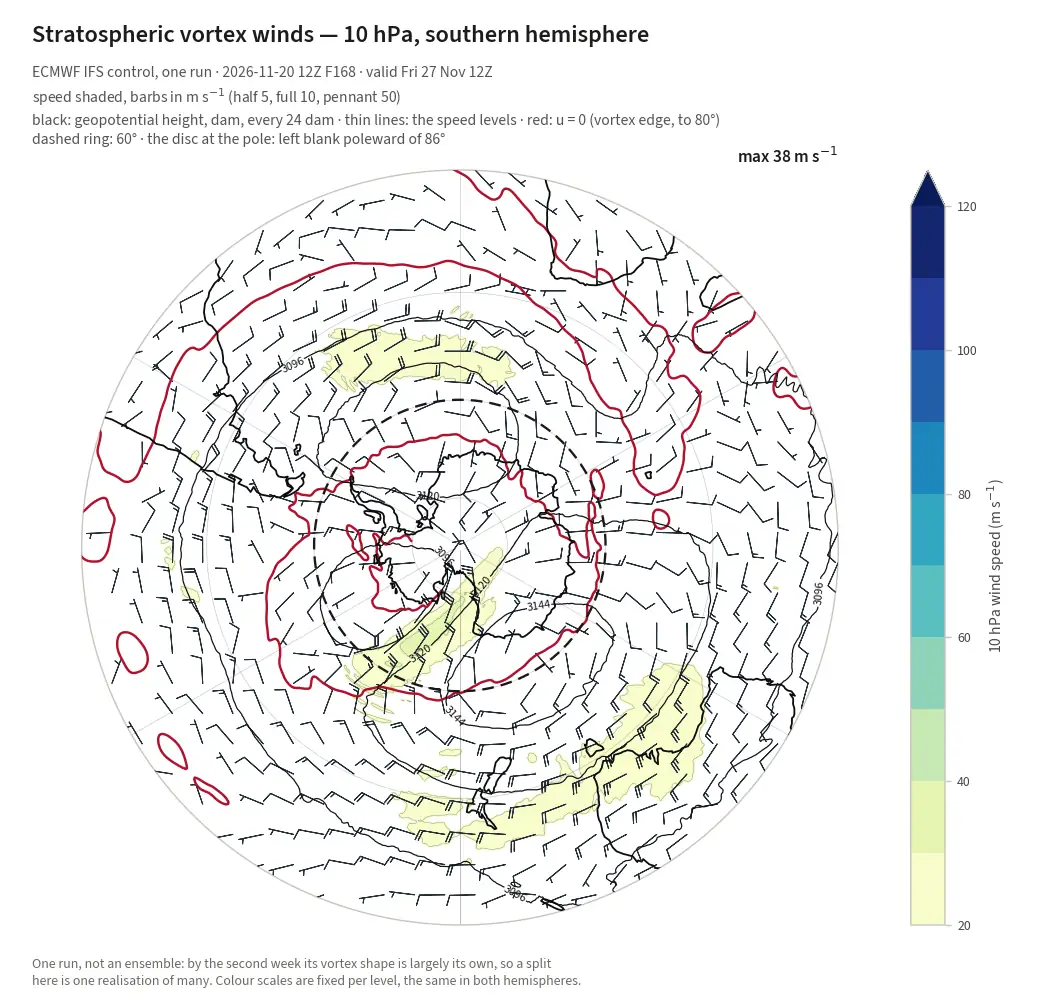 Stratospheric vortex winds — 10 hPa, southern hemisphere
ECMWF IFS control, one run · 2026-11-20 12Z F168 · valid Fri 27 Nov 12Z
speed shaded, barbs in m s⁻¹ (half 5, full 10, pennant 50)
black: geopotential height, dam, every 24 dam · thin lines: the speed levels · red: u = 0 (vortex edge, to 80°)
dashed ring: 60° · the disc at the pole: left blank poleward of 86°
max 38 m s⁻¹
120
100
80
60
40
20
10 hPa wind speed (m s⁻¹)
3096
3120
3096
3120
3144
3096
3120
3144
3096
One run, not an ensemble: by the second week its vortex shape is largely its own, so a split
here is one realisation of many. Colour scales are fixed per level, the same in both hemispheres.